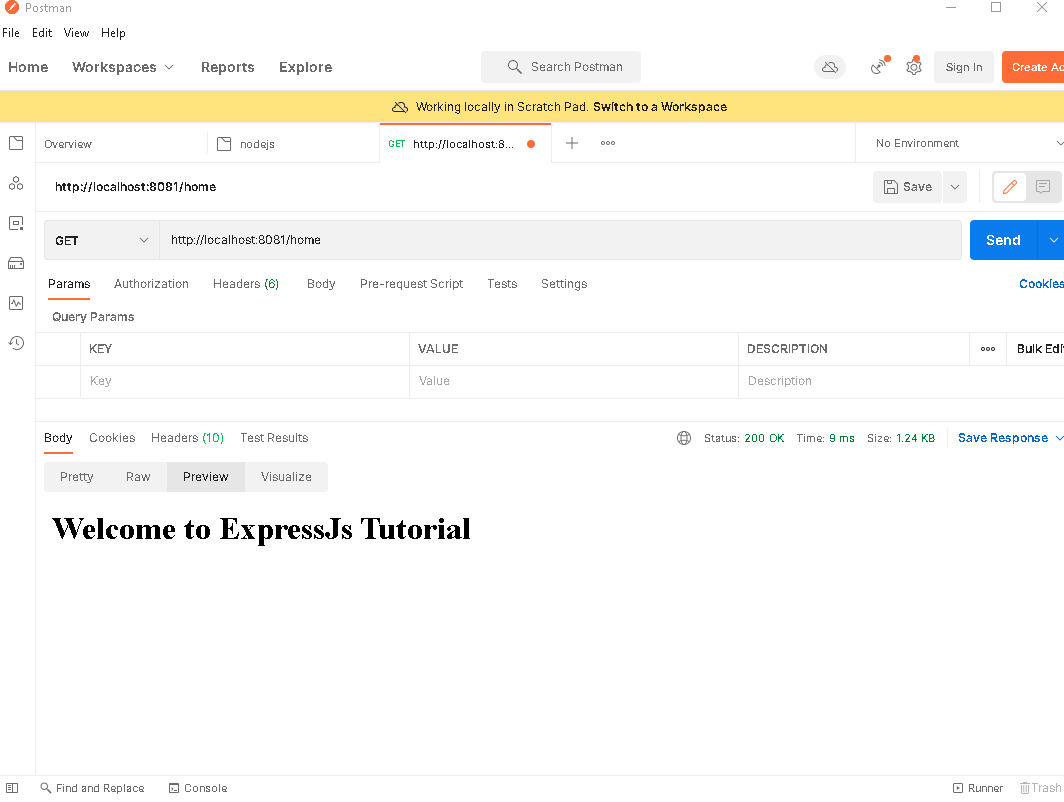 Postman
File Edit View Help
Home Workspaces Reports Explore Search Postman Sign In Create Ac
Working locally in Scratch Pad. Switch to a Workspace
Overview nodejs GET http://localhost:8... No Environment
http://localhost:8081/home Save
GET http://localhost:8081/home Send
Params Authorization Headers (6) Body Pre-request Script Tests Settings Cookies
Query Params
KEY VALUE DESCRIPTION Bulk Edi
Key Value Description
Body Cookies Headers (10) Test Results Status: 200 OK Time: 9 ms Size: 1.24 KB Save Response
Pretty Raw Preview Visualize
Welcome to ExpressJs Tutorial
Find and Replace Console Runner Trash